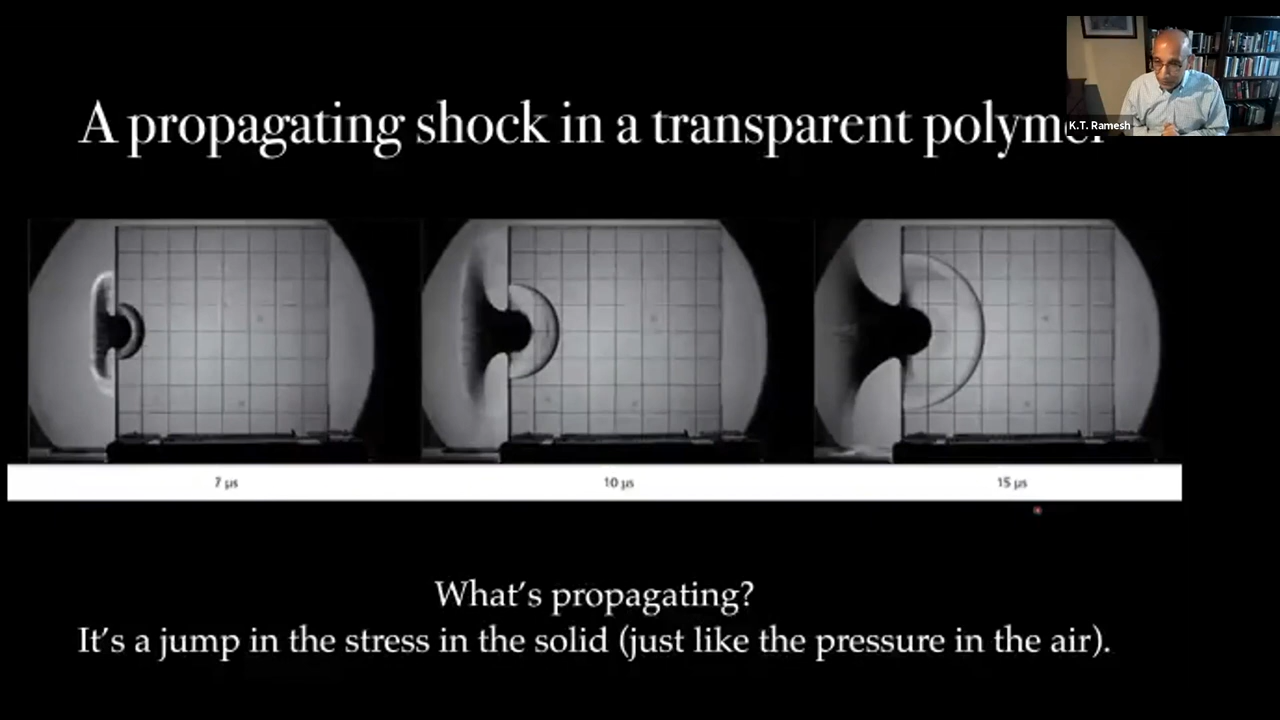 A propagating shock in a transparent polymer
K.T. Ramesh
7 µs
10 µs
15 µs
What's propagating?
It's a jump in the stress in the solid (just like the pressure in the air).